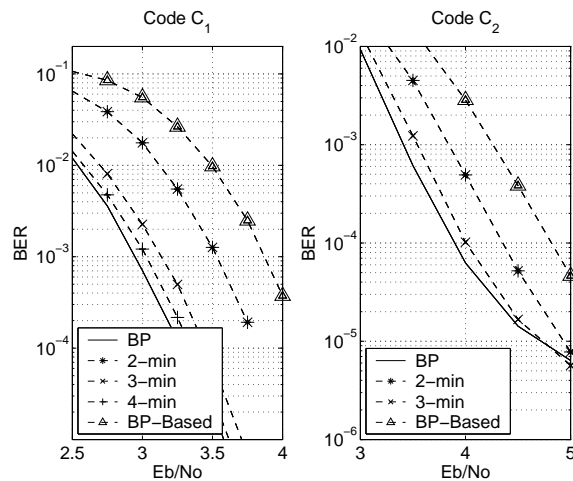 Code C1
BER
10−1
10−2
10−3
10−4
BP
2−min
3−min
4−min
BP−Based
2.5 3 3.5 4
Eb/No
Code C2
BER
10−2
10−3
10−4
10−5
10−6
BP
2−min
3−min
BP−Based
3 4 5
Eb/No